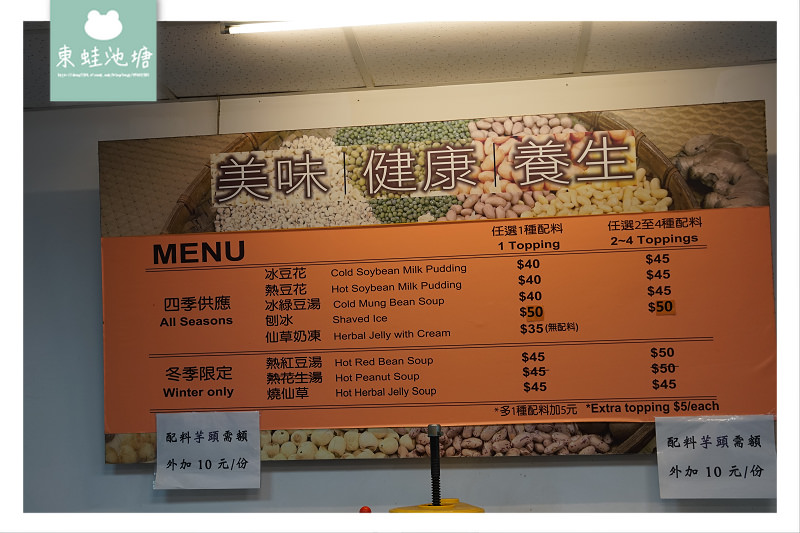 東蛙池塘
美味 | 健康 | 養生
MENU
任選1種配料
1 Topping
任選2至4種配料
2~4 Toppings
四季供應
All Seasons
冰豆花 Cold Soybean Milk Pudding $40 $45
熱豆花 Hot Soybean Milk Pudding $40 $45
冰綠豆湯 Cold Mung Bean Soup $40 $45
刨冰 Shaved Ice $50 $50
仙草奶凍 Herbal Jelly with Cream $35 (無配料)
冬季限定
Winter only
熱紅豆湯 Hot Red Bean Soup $45 $50
熱花生湯 Hot Peanut Soup $45 $50
燒仙草 Hot Herbal Jelly Soup $45 $45
*多1種配料加5元 *Extra topping $5/each
配料芋頭需額
外加 10 元/份
配料芋頭需額
外加 10 元/份